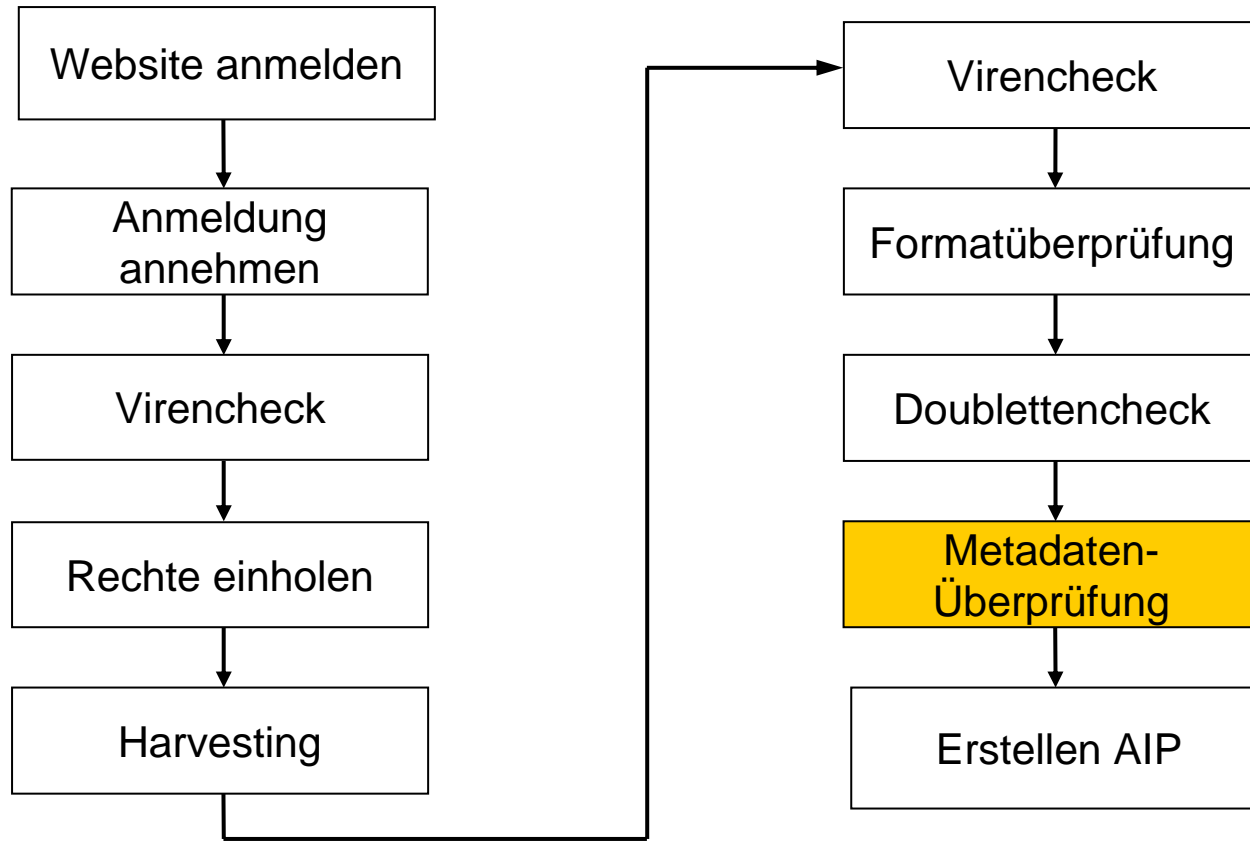 Website anmelden
Anmeldung
annehmen
Virencheck
Rechte einholen
Harvesting
Virencheck
Formatüberprüfung
Doublettencheck
Metadaten-
Überprüfung
Erstellen AIP